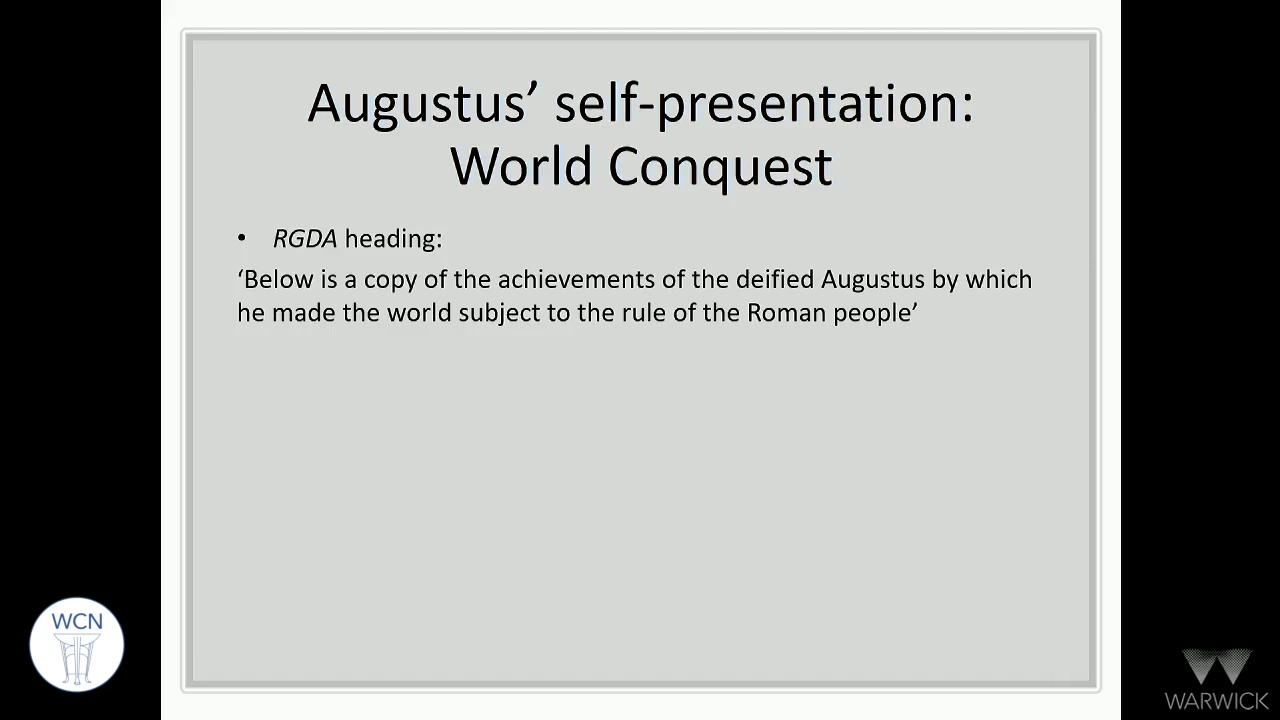 Augustus’ self-presentation:
World Conquest
• RGDA heading:
‘Below is a copy of the achievements of the deified Augustus by which
he made the world subject to the rule of the Roman people’
WCN
WARWICK